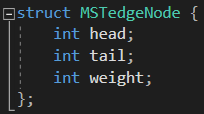 struct MSTedgeNode {
    int head;
    int tail;
    int weight;
};